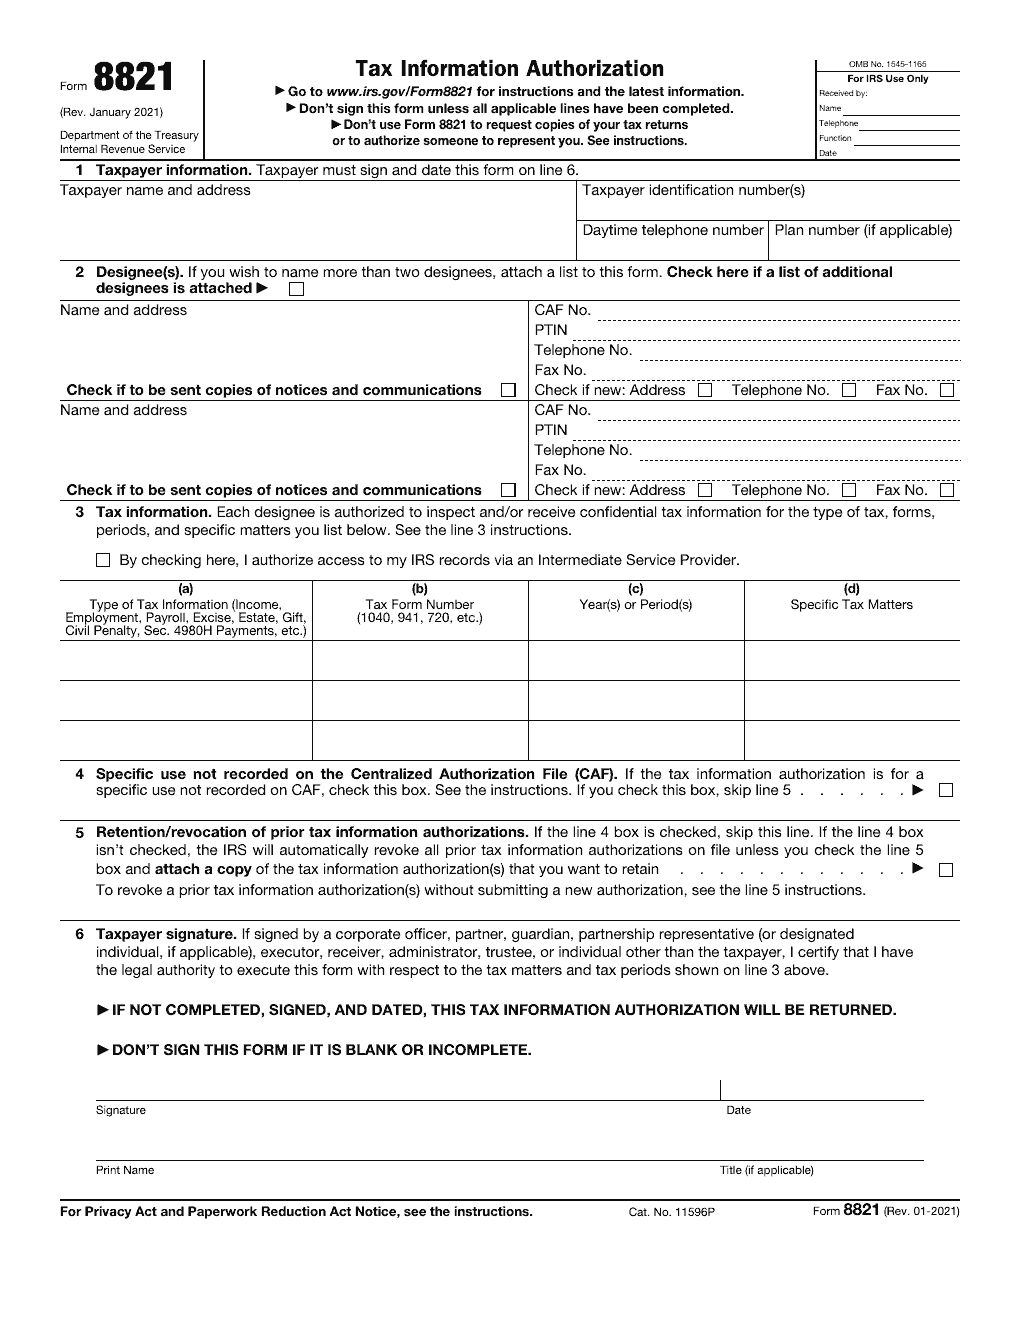 Form 8821
(Rev. January 2021)
Department of the Treasury
Internal Revenue Service
Tax Information Authorization
▶ Go to www.irs.gov/Form8821 for instructions and the latest information.
▶ Don't sign this form unless all applicable lines have been completed.
▶ Don't use Form 8821 to request copies of your tax returns
or to authorize someone to represent you. See instructions.
OMB No. 1545-1165
For IRS Use Only
Received by:
Name
Telephone
Function
Date
1 Taxpayer information. Taxpayer must sign and date this form on line 6.
Taxpayer name and address
Taxpayer identification number(s)
Daytime telephone number
Plan number (if applicable)
2 Designee(s). If you wish to name more than two designees, attach a list to this form. Check here if a list of additional
designees is attached ▶
Name and address
CAF No.
PTIN
Telephone No.
Fax No.
Check if to be sent copies of notices and communications
Check if new: Address Telephone No. Fax No.
Name and address
CAF No.
PTIN
Telephone No.
Fax No.
Check if to be sent copies of notices and communications
Check if new: Address Telephone No. Fax No.
3 Tax information. Each designee is authorized to inspect and/or receive confidential tax information for the type of tax, forms,
periods, and specific matters you list below. See the line 3 instructions.
By checking here, I authorize access to my IRS records via an Intermediate Service Provider.
(a)
Type of Tax Information (Income,
Employment, Payroll, Excise, Estate, Gift,
Civil Penalty, Sec. 4980H Payments, etc.)
(b)
Tax Form Number
(1040, 941, 720, etc.)
(c)
Year(s) or Period(s)
(d)
Specific Tax Matters
4 Specific use not recorded on the Centralized Authorization File (CAF). If the tax information authorization is for a
specific use not recorded on CAF, check this box. See the instructions. If you check this box, skip line 5 . . . . . . ▶
5 Retention/revocation of prior tax information authorizations. If the line 4 box is checked, skip this line. If the line 4 box
isn't checked, the IRS will automatically revoke all prior tax information authorizations on file unless you check the line 5
box and attach a copy of the tax information authorization(s) that you want to retain . . . . . . . . . . . . ▶
To revoke a prior tax information authorization(s) without submitting a new authorization, see the line 5 instructions.
6 Taxpayer signature. If signed by a corporate officer, partner, guardian, partnership representative (or designated
individual, if applicable), executor, receiver, administrator, trustee, or individual other than the taxpayer, I certify that I have
the legal authority to execute this form with respect to the tax matters and tax periods shown on line 3 above.
▶ IF NOT COMPLETED, SIGNED, AND DATED, THIS TAX INFORMATION AUTHORIZATION WILL BE RETURNED.
▶ DON'T SIGN THIS FORM IF IT IS BLANK OR INCOMPLETE.
Signature
Date
Print Name
Title (if applicable)
For Privacy Act and Paperwork Reduction Act Notice, see the instructions.
Cat. No. 11596P
Form 8821 (Rev. 01-2021)